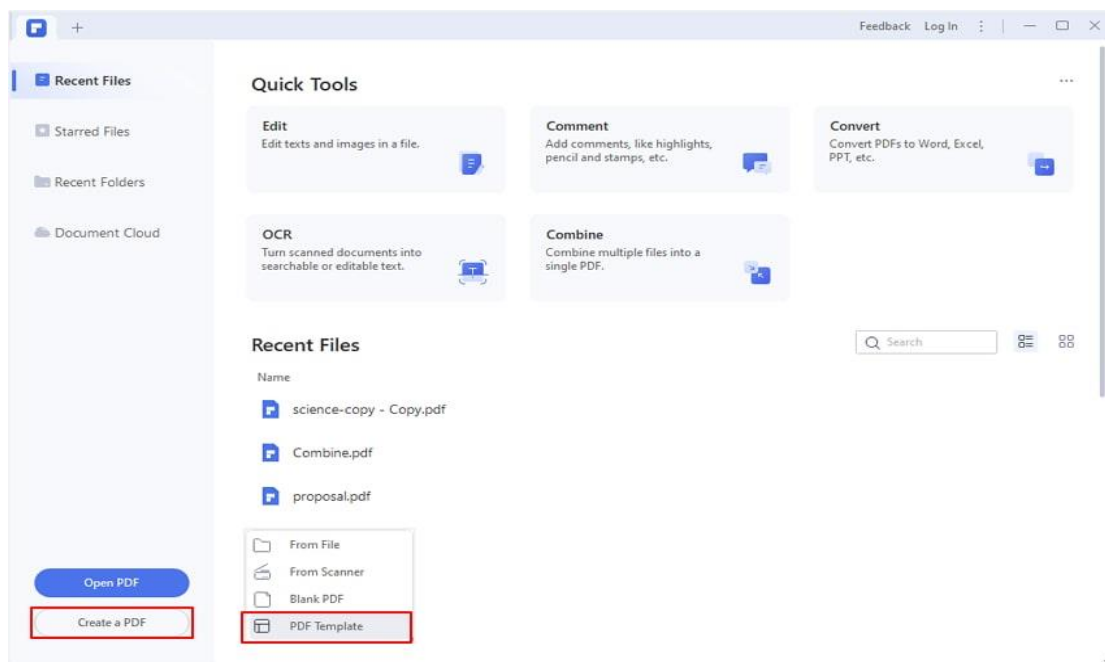 Feedback Log In
Recent Files
Starred Files
Recent Folders
Document Cloud
Open PDF
Create a PDF
Quick Tools
Edit
Edit texts and images in a file.
Comment
Add comments, like highlights,
pencil and stamps, etc.
Convert
Convert PDFs to Word, Excel,
PPT, etc.
OCR
Turn scanned documents into
searchable or editable text.
Combine
Combine multiple files into a
single PDF.
Recent Files
Search
Name
science-copy - Copy.pdf
Combine.pdf
proposal.pdf
From File
From Scanner
Blank PDF
PDF Template